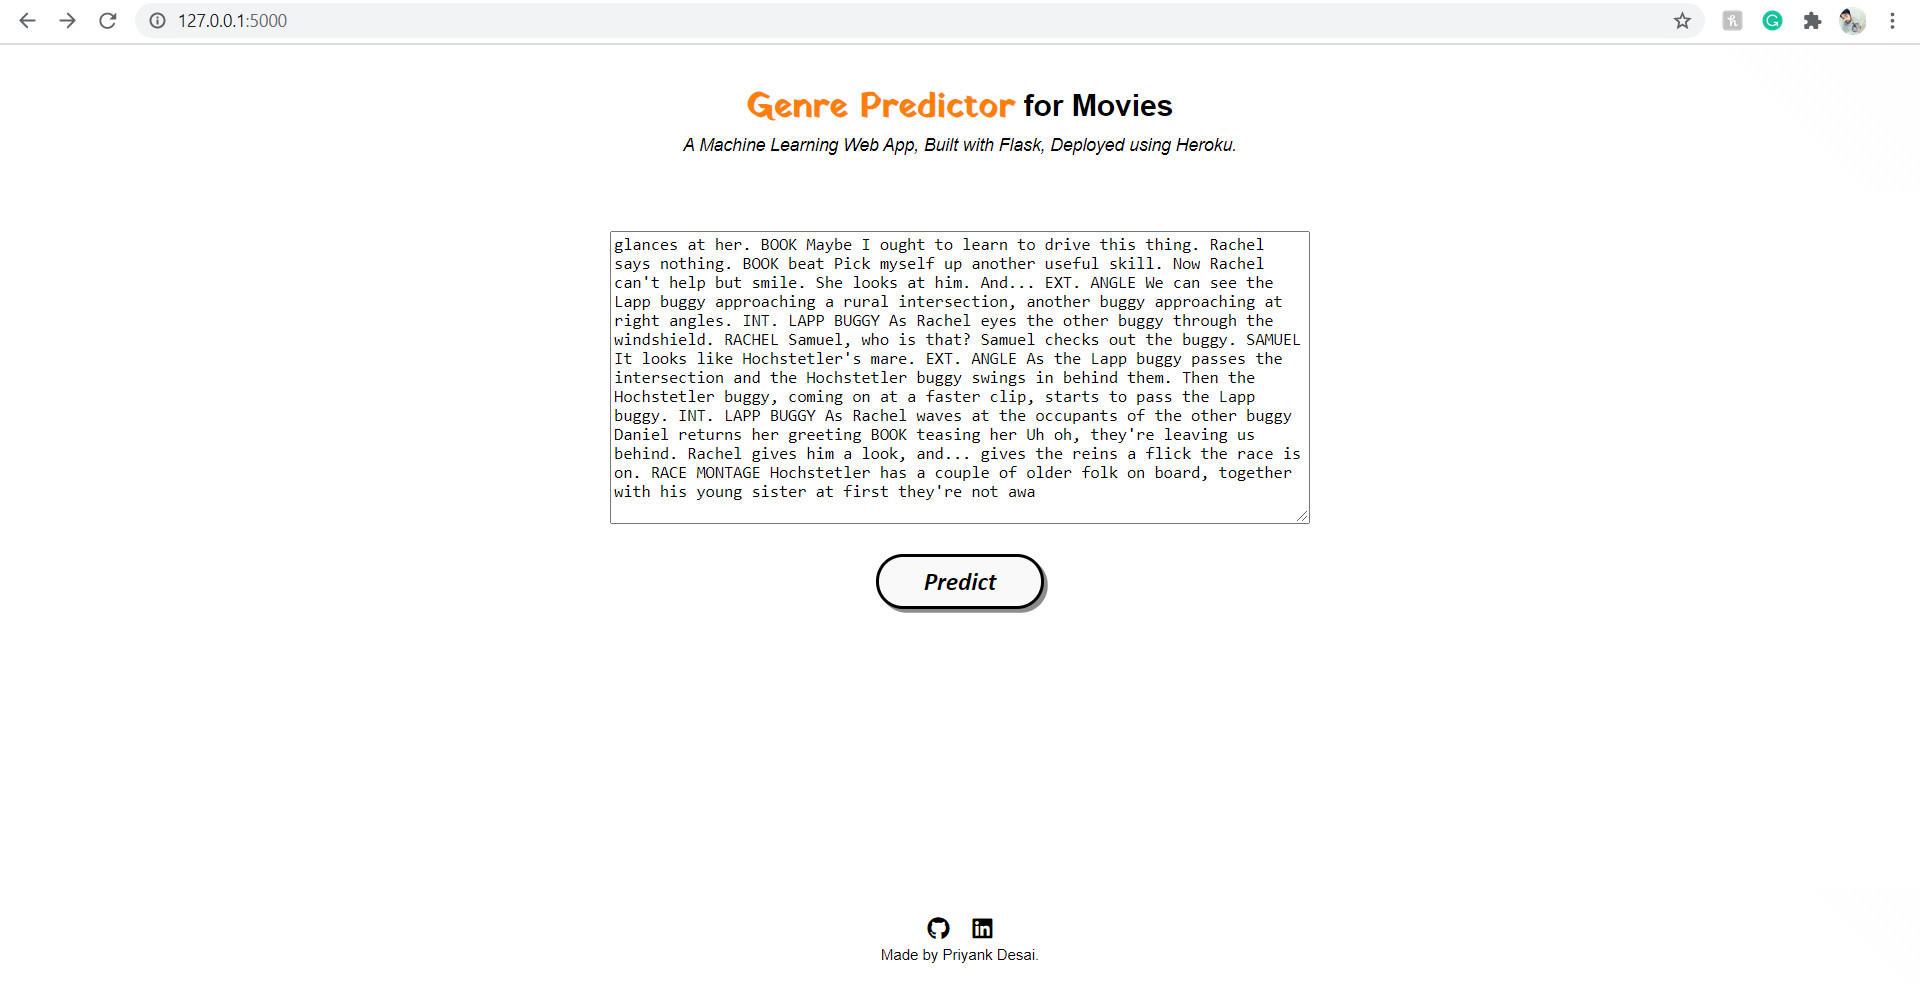 127.0.0.1:5000
Genre Predictor for Movies
A Machine Learning Web App, Built with Flask, Deployed using Heroku.
glances at her. BOOK Maybe I ought to learn to drive this thing. Rachel
says nothing. BOOK beat Pick myself up another useful skill. Now Rachel
can't help but smile. She looks at him. And... EXT. ANGLE We can see the
Lapp buggy approaching a rural intersection, another buggy approaching at
right angles. INT. LAPP BUGGY As Rachel eyes the other buggy through the
windshield. RACHEL Samuel, who is that? Samuel checks out the buggy. SAMUEL
It looks like Hochstetler's mare. EXT. ANGLE As the Lapp buggy passes the
intersection and the Hochstetler buggy swings in behind them. Then the
Hochstetler buggy, coming on at a faster clip, starts to pass the Lapp
buggy. INT. LAPP BUGGY As Rachel waves at the occupants of the other buggy
Daniel returns her greeting BOOK teasing her Uh oh, they're leaving us
behind. Rachel gives him a look, and... gives the reins a flick the race is
on. RACE MONTAGE Hochstetler has a couple of older folk on board, together
with his young sister at first they're not awa
Predict
Made by Priyank Desai.